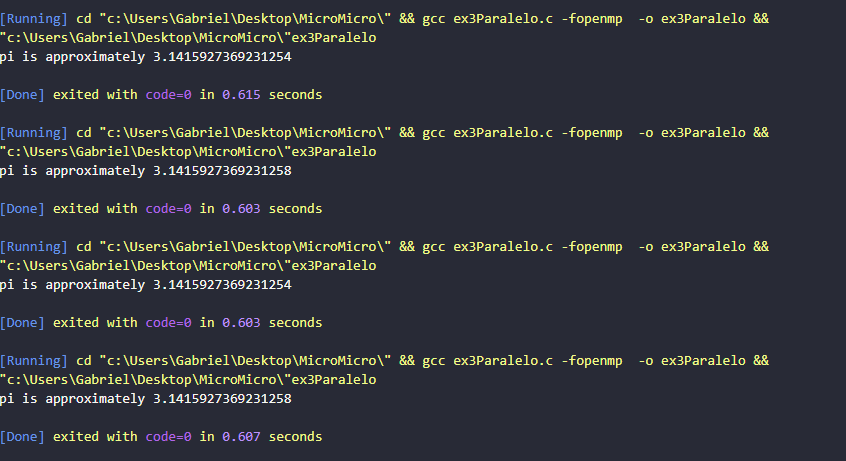 [Running] cd "c:\Users\Gabriel\Desktop\MicroMicro\" && gcc ex3Paralelo.c -fopenmp  -o ex3Paralelo &&
"c:\Users\Gabriel\Desktop\MicroMicro\"ex3Paralelo
pi is approximately 3.1415927369231254
[Done] exited with code=0 in 0.615 seconds
[Running] cd "c:\Users\Gabriel\Desktop\MicroMicro\" && gcc ex3Paralelo.c -fopenmp  -o ex3Paralelo &&
"c:\Users\Gabriel\Desktop\MicroMicro\"ex3Paralelo
pi is approximately 3.1415927369231258
[Done] exited with code=0 in 0.603 seconds
[Running] cd "c:\Users\Gabriel\Desktop\MicroMicro\" && gcc ex3Paralelo.c -fopenmp  -o ex3Paralelo &&
"c:\Users\Gabriel\Desktop\MicroMicro\"ex3Paralelo
pi is approximately 3.1415927369231254
[Done] exited with code=0 in 0.603 seconds
[Running] cd "c:\Users\Gabriel\Desktop\MicroMicro\" && gcc ex3Paralelo.c -fopenmp  -o ex3Paralelo &&
"c:\Users\Gabriel\Desktop\MicroMicro\"ex3Paralelo
pi is approximately 3.1415927369231258
[Done] exited with code=0 in 0.607 seconds